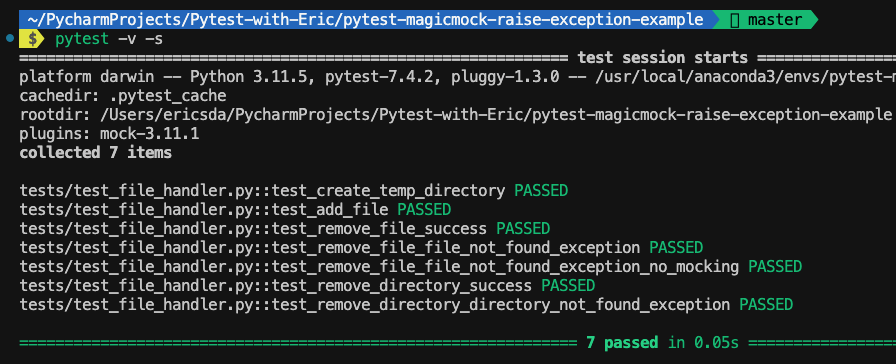 ~/PycharmProjects/Pytest-with-Eric/pytest-magicmock-raise-exception-example master
$ pytest -v -s
============================================================= test session starts ================
platform darwin -- Python 3.11.5, pytest-7.4.2, pluggy-1.3.0 -- /usr/local/anaconda3/envs/pytest-
cachedir: .pytest_cache
rootdir: /Users/ericsda/PycharmProjects/Pytest-with-Eric/pytest-magicmock-raise-exception-example
plugins: mock-3.11.1
collected 7 items
tests/test_file_handler.py::test_create_temp_directory PASSED
tests/test_file_handler.py::test_add_file PASSED
tests/test_file_handler.py::test_remove_file_success PASSED
tests/test_file_handler.py::test_remove_file_file_not_found_exception PASSED
tests/test_file_handler.py::test_remove_file_file_not_found_exception_no_mocking PASSED
tests/test_file_handler.py::test_remove_directory_success PASSED
tests/test_file_handler.py::test_remove_directory_directory_not_found_exception PASSED
============================================================== 7 passed in 0.05s =================